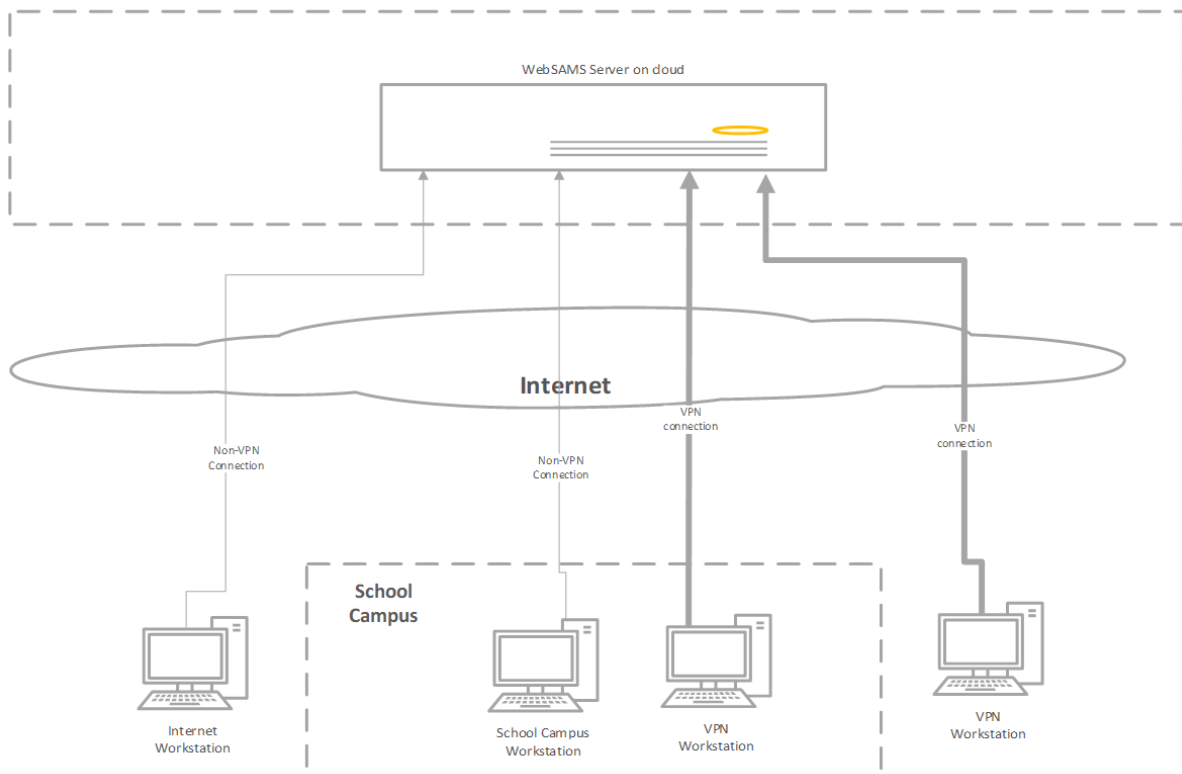 WebSAMS Server on cloud
Internet
VPN
connection
VPN
connection
Non-VPN
Connection
Non-VPN
Connection
School
Campus
Internet
Workstation
School Campus
Workstation
VPN
Workstation
VPN
Workstation